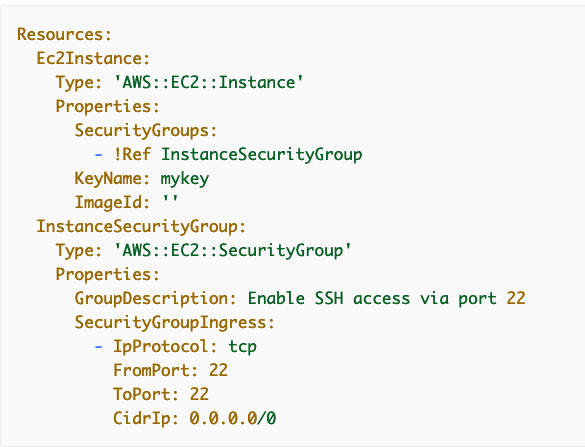 Resources:
  Ec2Instance:
    Type: 'AWS::EC2::Instance'
    Properties:
      SecurityGroups:
        - !Ref InstanceSecurityGroup
      KeyName: mykey
      ImageId: ''
  InstanceSecurityGroup:
    Type: 'AWS::EC2::SecurityGroup'
    Properties:
      GroupDescription: Enable SSH access via port 22
      SecurityGroupIngress:
        - IpProtocol: tcp
          FromPort: 22
          ToPort: 22
          CidrIp: 0.0.0.0/0